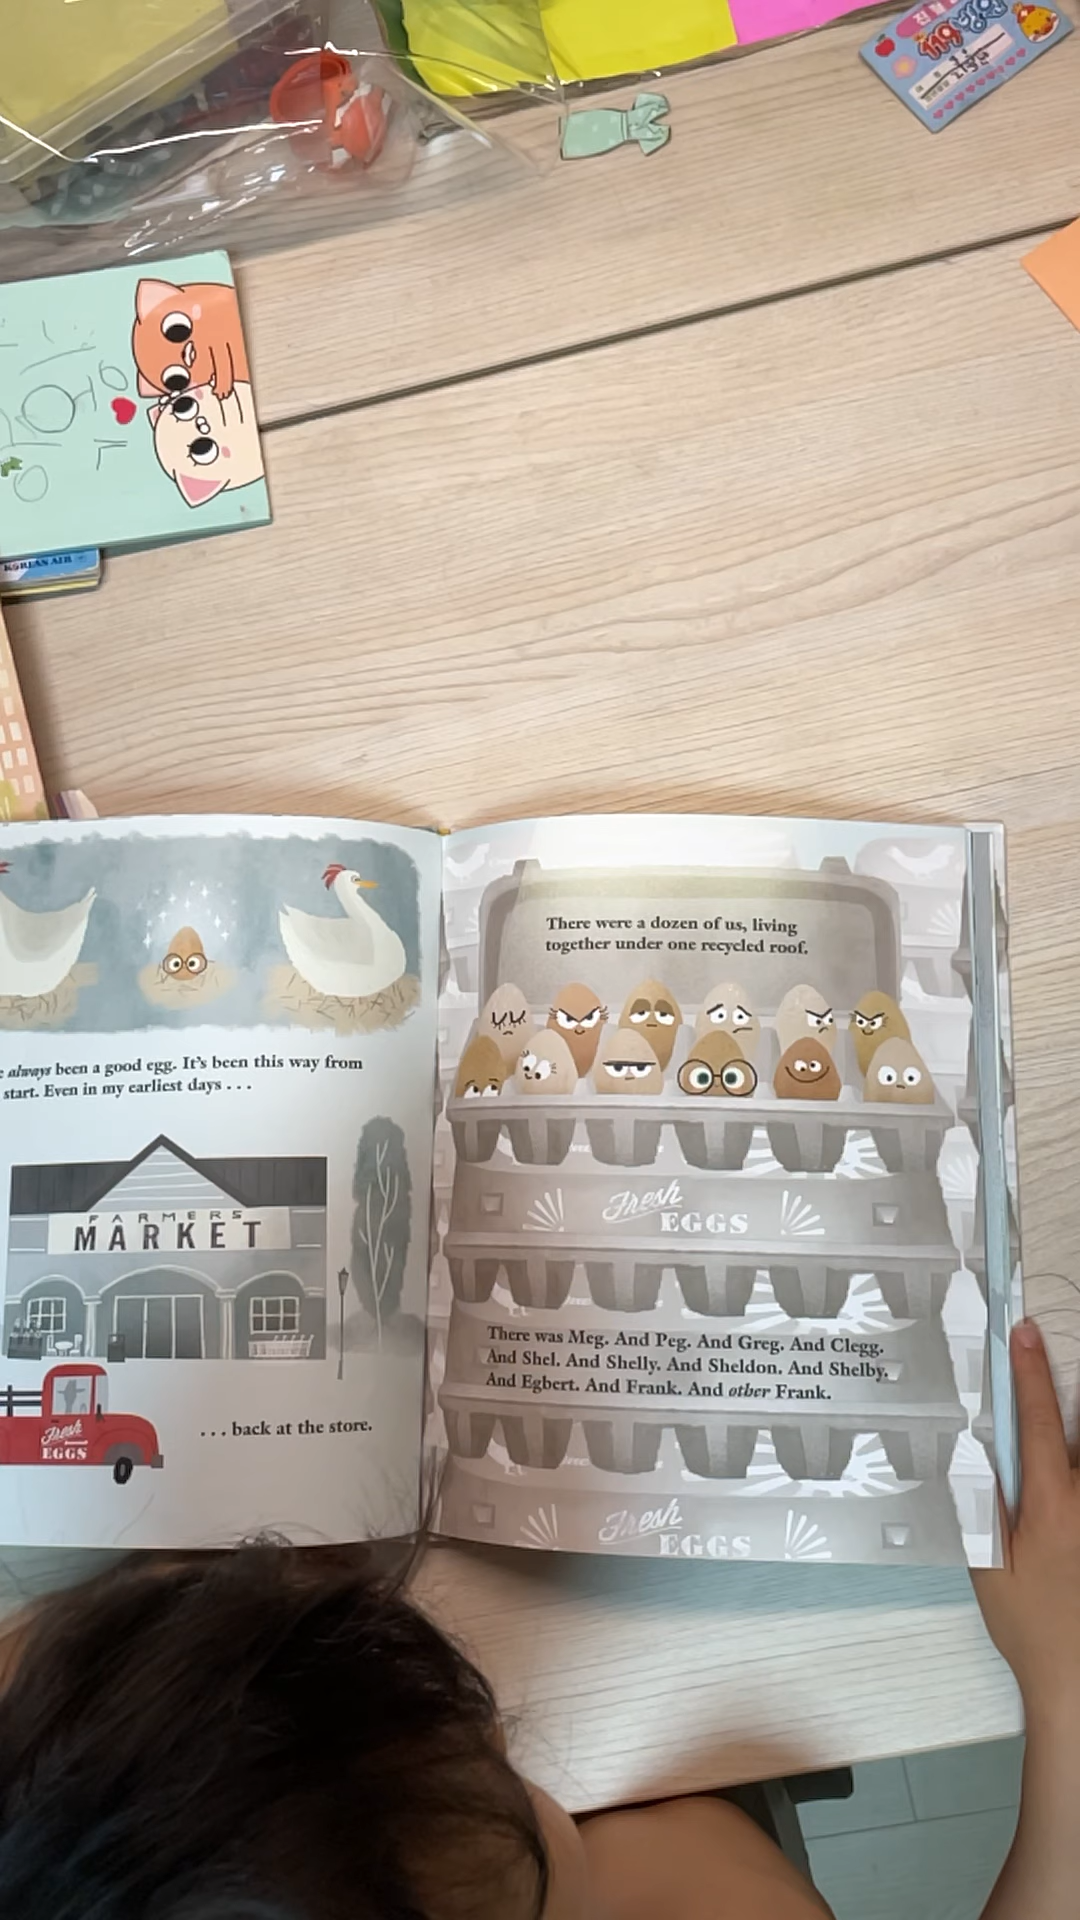 119
KOREAN AIR
always been a good egg. It's been this way from
start. Even in my earliest days . . .
FARMERS
MARKET
Fresh
EGGS
. . . back at the store.
There were a dozen of us, living
together under one recycled roof.
Fresh
EGGS
There was Meg. And Peg. And Greg. And Clegg.
And Shel. And Shelly. And Sheldon. And Shelby.
And Egbert. And Frank. And other Frank.
Fresh
EGGS